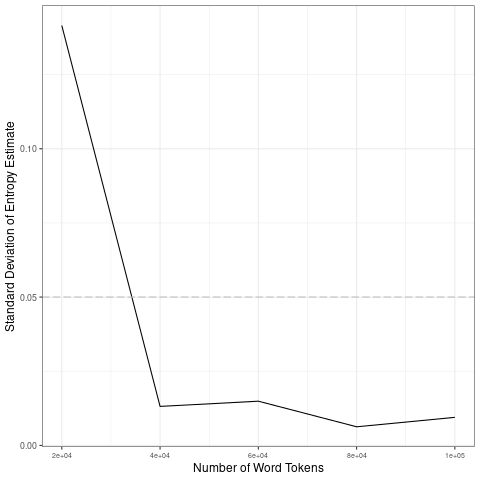 Standard Deviation of Entropy Estimate
0.10
0.05
0.00
2e+04 4e+04 6e+04 8e+04 1e+05
Number of Word Tokens